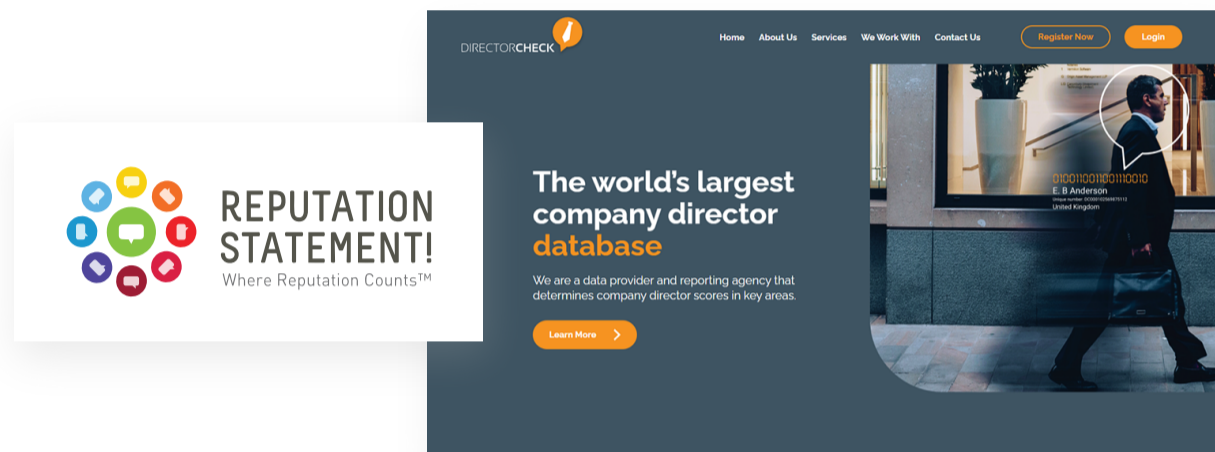 REPUTATION
STATEMENT!
Where Reputation Counts™
DIRECTORCHECK
Home About Us Services We Work With Contact Us Register Now Login
The world's largest
company director
database
We are a data provider and reporting agency that
determines company director scores in key areas.
Learn More
0100110011001110010
E. B Anderson
United Kingdom